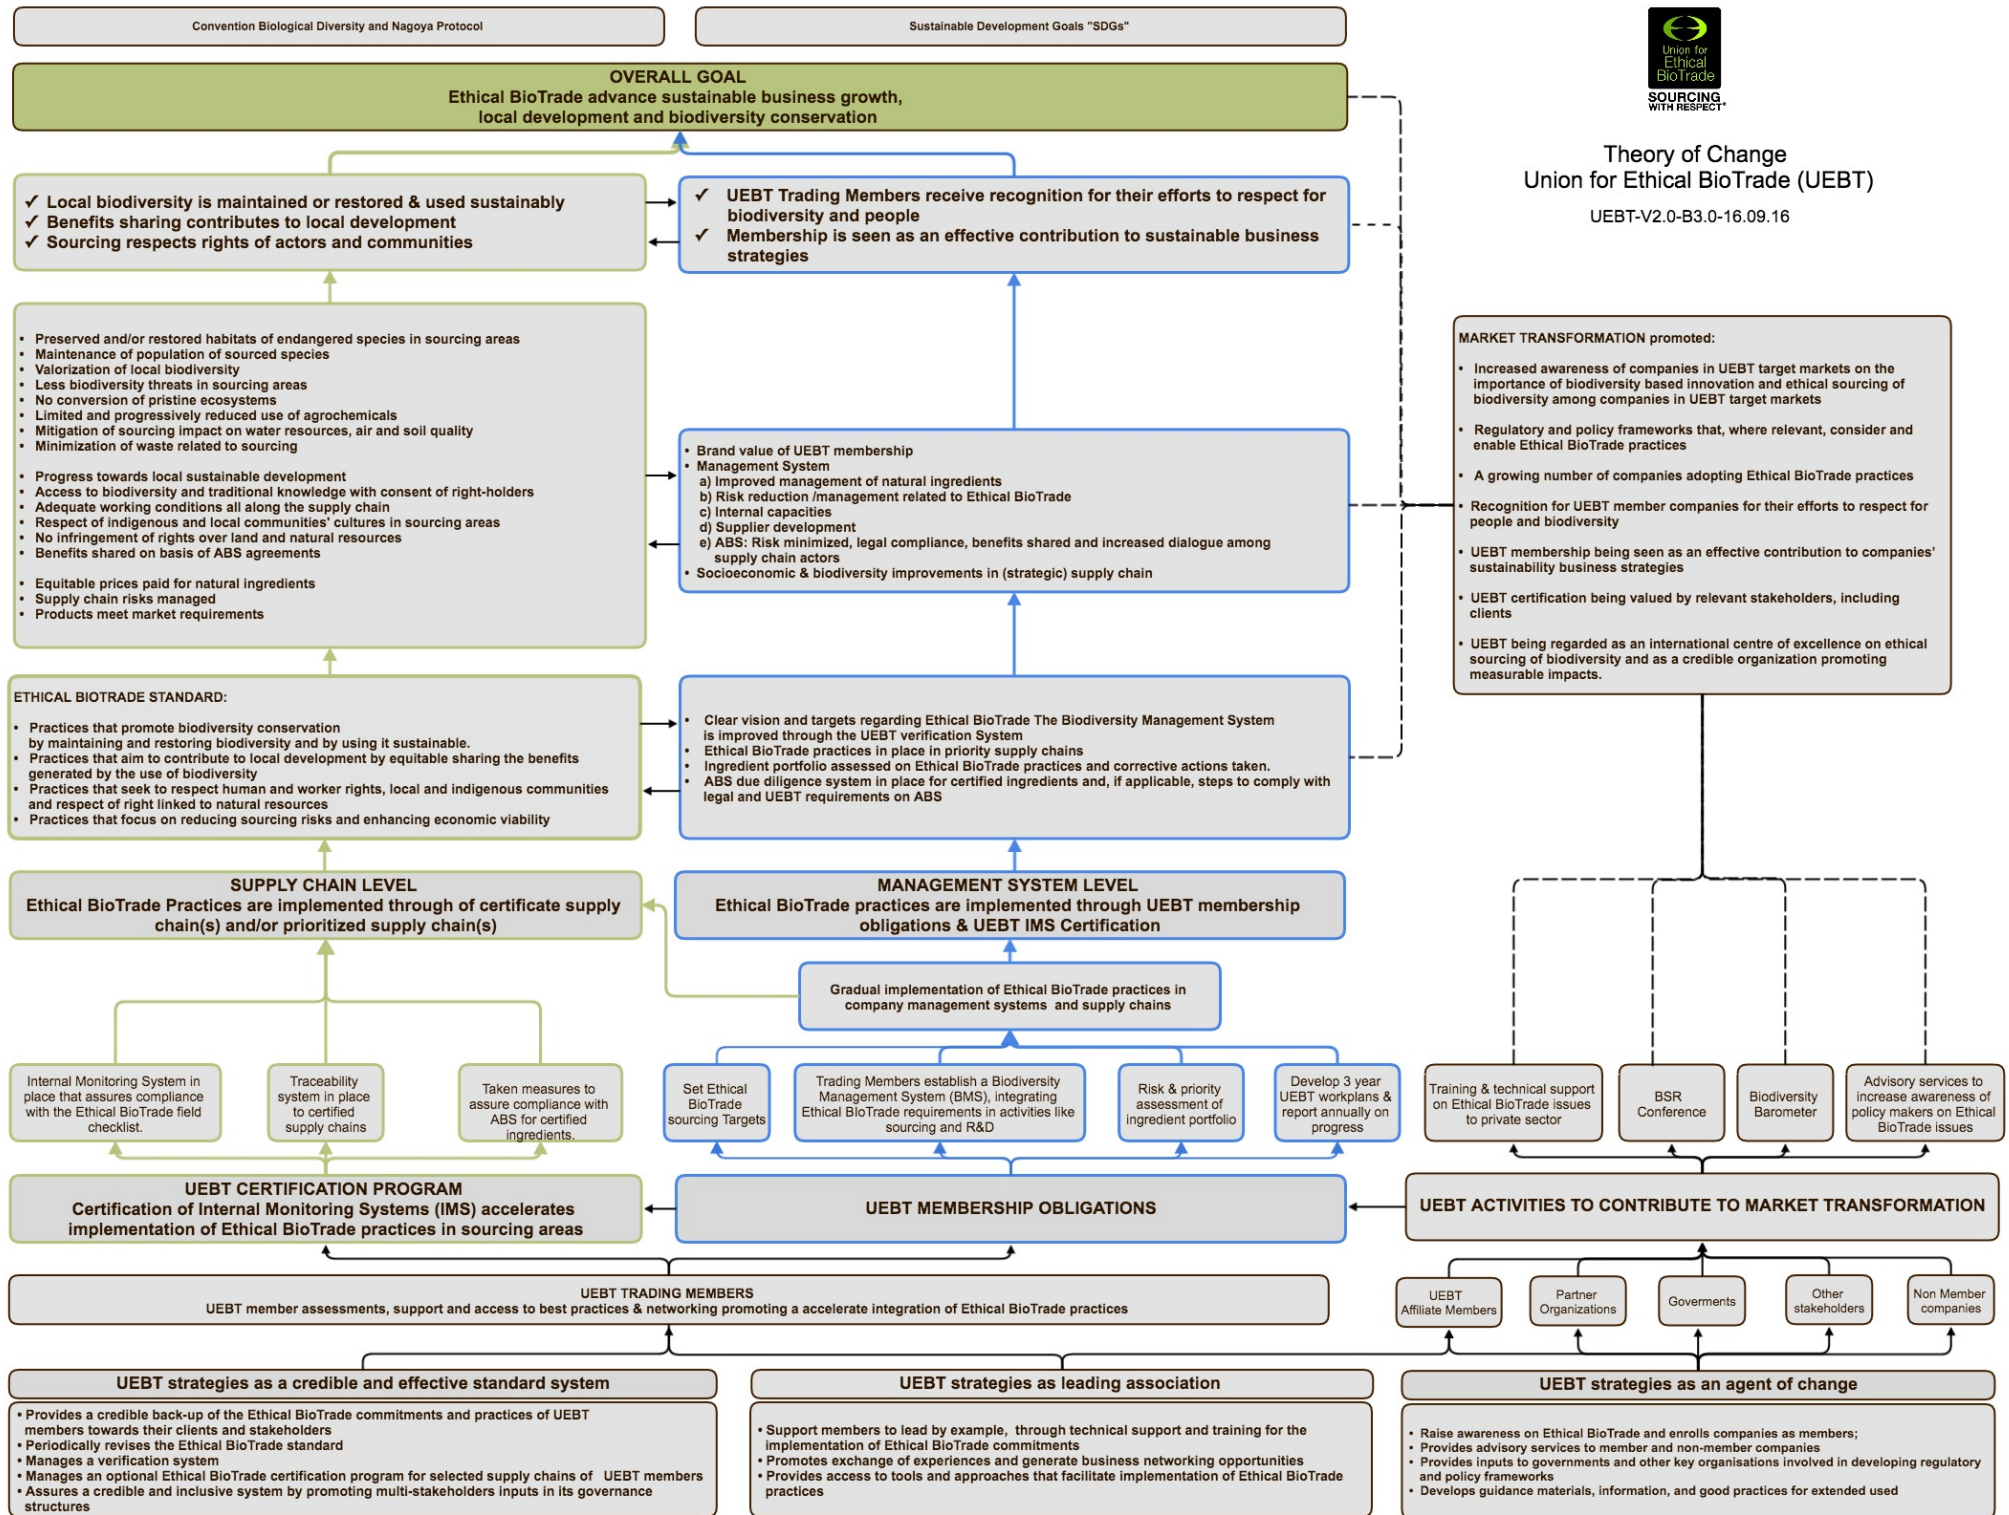 Convention Biological Diversity and Nagoya Protocol
Sustainable Development Goals "SDGs"
Union for
Ethical
BioTrade
SOURCING
WITH RESPECT®
Theory of Change
Union for Ethical BioTrade (UEBT)
UEBT-V2.0-B3.0-16.09.16
OVERALL GOAL
Ethical BioTrade advance sustainable business growth,
local development and biodiversity conservation
✓ Local biodiversity is maintained or restored & used sustainably
✓ Benefits sharing contributes to local development
✓ Sourcing respects rights of actors and communities
✓ UEBT Trading Members receive recognition for their efforts to respect for
biodiversity and people
✓ Membership is seen as an effective contribution to sustainable business
strategies
• Preserved and/or restored habitats of endangered species in sourcing areas
• Maintenance of population of sourced species
• Valorization of local biodiversity
• Less biodiversity threats in sourcing areas
• No conversion of pristine ecosystems
• Limited and progressively reduced use of agrochemicals
• Mitigation of sourcing impact on water resources, air and soil quality
• Minimization of waste related to sourcing
• Progress towards local sustainable development
• Access to biodiversity and traditional knowledge with consent of right-holders
• Adequate working conditions all along the supply chain
• Respect of indigenous and local communities' cultures in sourcing areas
• No infringement of rights over land and natural resources
• Benefits shared on basis of ABS agreements
• Equitable prices paid for natural ingredients
• Supply chain risks managed
• Products meet market requirements
• Brand value of UEBT membership
• Management System
a) Improved management of natural ingredients
b) Risk reduction /management related to Ethical BioTrade
c) Internal capacities
d) Supplier development
e) ABS: Risk minimized, legal compliance, benefits shared and increased dialogue among
supply chain actors
• Socioeconomic & biodiversity improvements in (strategic) supply chain
MARKET TRANSFORMATION promoted:
• Increased awareness of companies in UEBT target markets on the
importance of biodiversity based innovation and ethical sourcing of
biodiversity among companies in UEBT target markets
• Regulatory and policy frameworks that, where relevant, consider and
enable Ethical BioTrade practices
• A growing number of companies adopting Ethical BioTrade practices
• Recognition for UEBT member companies for their efforts to respect for
people and biodiversity
• UEBT membership being seen as an effective contribution to companies'
sustainability business strategies
• UEBT certification being valued by relevant stakeholders, including
clients
• UEBT being regarded as an international centre of excellence on ethical
sourcing of biodiversity and as a credible organization promoting
measurable impacts.
ETHICAL BIOTRADE STANDARD:
• Practices that promote biodiversity conservation
by maintaining and restoring biodiversity and by using it sustainable.
• Practices that aim to contribute to local development by equitable sharing the benefits
generated by the use of biodiversity
• Practices that seek to respect human and worker rights, local and indigenous communities
and respect of right linked to natural resources
• Practices that focus on reducing sourcing risks and enhancing economic viability
• Clear vision and targets regarding Ethical BioTrade The Biodiversity Management System
is improved through the UEBT verification System
• Ethical BioTrade practices in place in priority supply chains
• Ingredient portfolio assessed on Ethical BioTrade practices and corrective actions taken.
• ABS due diligence system in place for certified ingredients and, if applicable, steps to comply with
legal and UEBT requirements on ABS
SUPPLY CHAIN LEVEL
Ethical BioTrade Practices are implemented through of certificate supply
chain(s) and/or prioritized supply chain(s)
MANAGEMENT SYSTEM LEVEL
Ethical BioTrade practices are implemented through UEBT membership
obligations & UEBT IMS Certification
Gradual implementation of Ethical BioTrade practices in
company management systems and supply chains
Internal Monitoring System in
place that assures compliance
with the Ethical BioTrade field
checklist.
Traceability
system in place
to certified
supply chains
Taken measures to
assure compliance with
ABS for certified
ingredients.
Set Ethical
BioTrade
sourcing Targets
Trading Members establish a Biodiversity
Management System (BMS), integrating
Ethical BIoTrade requirements in activities like
sourcing and R&D
Risk & priority
assessment of
ingredient portfolio
Develop 3 year
UEBT workplans &
report annually on
progress
Training & technical support
on Ethical BioTrade issues
to private sector
BSR
Conference
Biodiversity
Barometer
Advisory services to
increase awareness of
policy makers on Ethical
BioTrade issues
UEBT CERTIFICATION PROGRAM
Certification of Internal Monitoring Systems (IMS) accelerates
implementation of Ethical BioTrade practices in sourcing areas
UEBT MEMBERSHIP OBLIGATIONS
UEBT ACTIVITIES TO CONTRIBUTE TO MARKET TRANSFORMATION
UEBT TRADING MEMBERS
UEBT member assessments, support and access to best practices & networking promoting a accelerate integration of Ethical BioTrade practices
UEBT
Affiliate Members
Partner
Organizations
Goverments
Other
stakeholders
Non Member
companies
UEBT strategies as a credible and effective standard system
• Provides a credible back-up of the Ethical BioTrade commitments and practices of UEBT
members towards their clients and stakeholders
• Periodically revises the Ethical BioTrade standard
• Manages a verification system
• Manages an optional Ethical BioTrade certification program for selected supply chains of UEBT members
• Assures a credible and inclusive system by promoting multi-stakeholders inputs in its governance
structures
UEBT strategies as leading association
• Support members to lead by example, through technical support and training for the
implementation of Ethical BioTrade commitments
• Promotes exchange of experiences and generate business networking opportunities
• Provides access to tools and approaches that facilitate implementation of Ethical BioTrade
practices
UEBT strategies as an agent of change
• Raise awareness on Ethical BioTrade and enrolls companies as members;
• Provides advisory services to member and non-member companies
• Provides inputs to governments and other key organisations involved in developing regulatory
and policy frameworks
• Develops guidance materials, information, and good practices for extended used